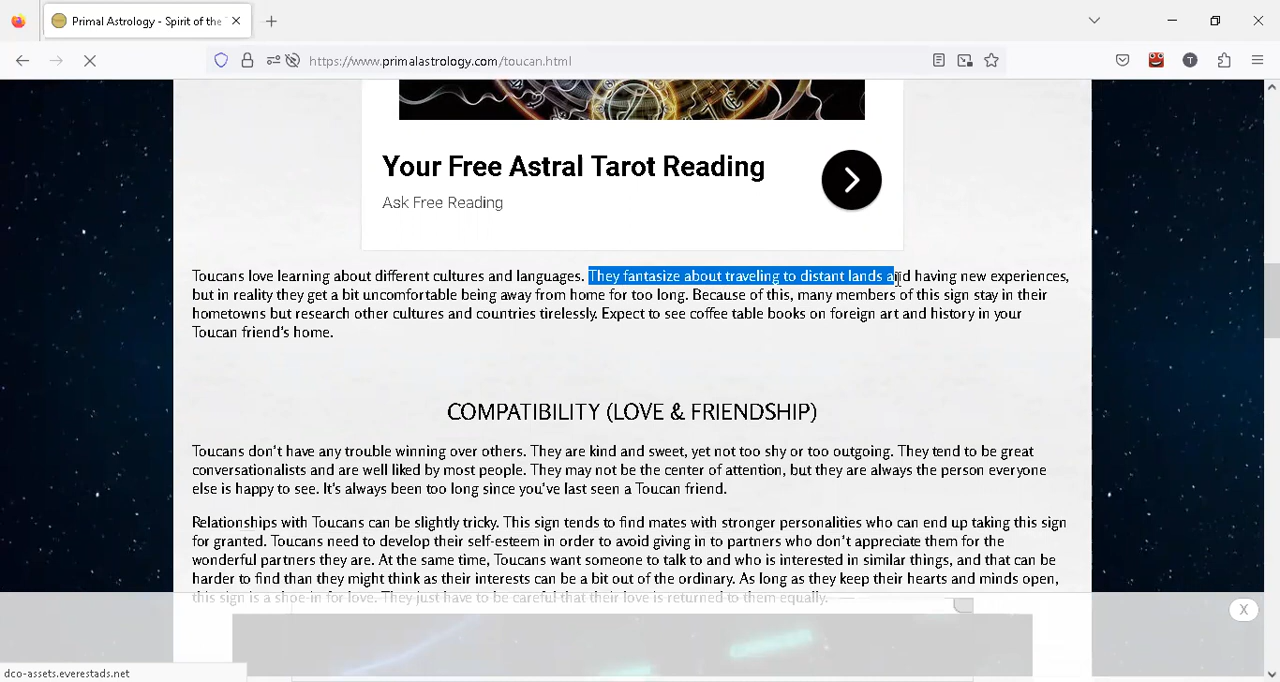 Primal Astrology - Spirit of the
https://www.primalastrology.com/toucan.html
T
Your Free Astral Tarot Reading
Ask Free Reading
Toucans love learning about different cultures and languages. They fantasize about traveling to distant lands and having new experiences,
but in reality they get a bit uncomfortable being away from home for too long. Because of this, many members of this sign stay in their
hometowns but research other cultures and countries tirelessly. Expect to see coffee table books on foreign art and history in your
Toucan friend's home.
COMPATIBILITY (LOVE & FRIENDSHIP)
Toucans don't have any trouble winning over others. They are kind and sweet, yet not too shy or too outgoing. They tend to be great
conversationalists and are well liked by most people. They may not be the center of attention, but they are always the person everyone
else is happy to see. It's always been too long since you've last seen a Toucan friend.
Relationships with Toucans can be slightly tricky. This sign tends to find mates with stronger personalities who can end up taking this sign
for granted. Toucans need to develop their self-esteem in order to avoid giving in to partners who don't appreciate them for the
wonderful partners they are. At the same time, Toucans want someone to talk to and who is interested in similar things, and that can be
harder to find than they might think as their interests can be a bit out of the ordinary. As long as they keep their hearts and minds open,
this sign is a shoe-in for love. They just have to be careful that their love is returned to them equally.
X
dco-assets.everestads.net